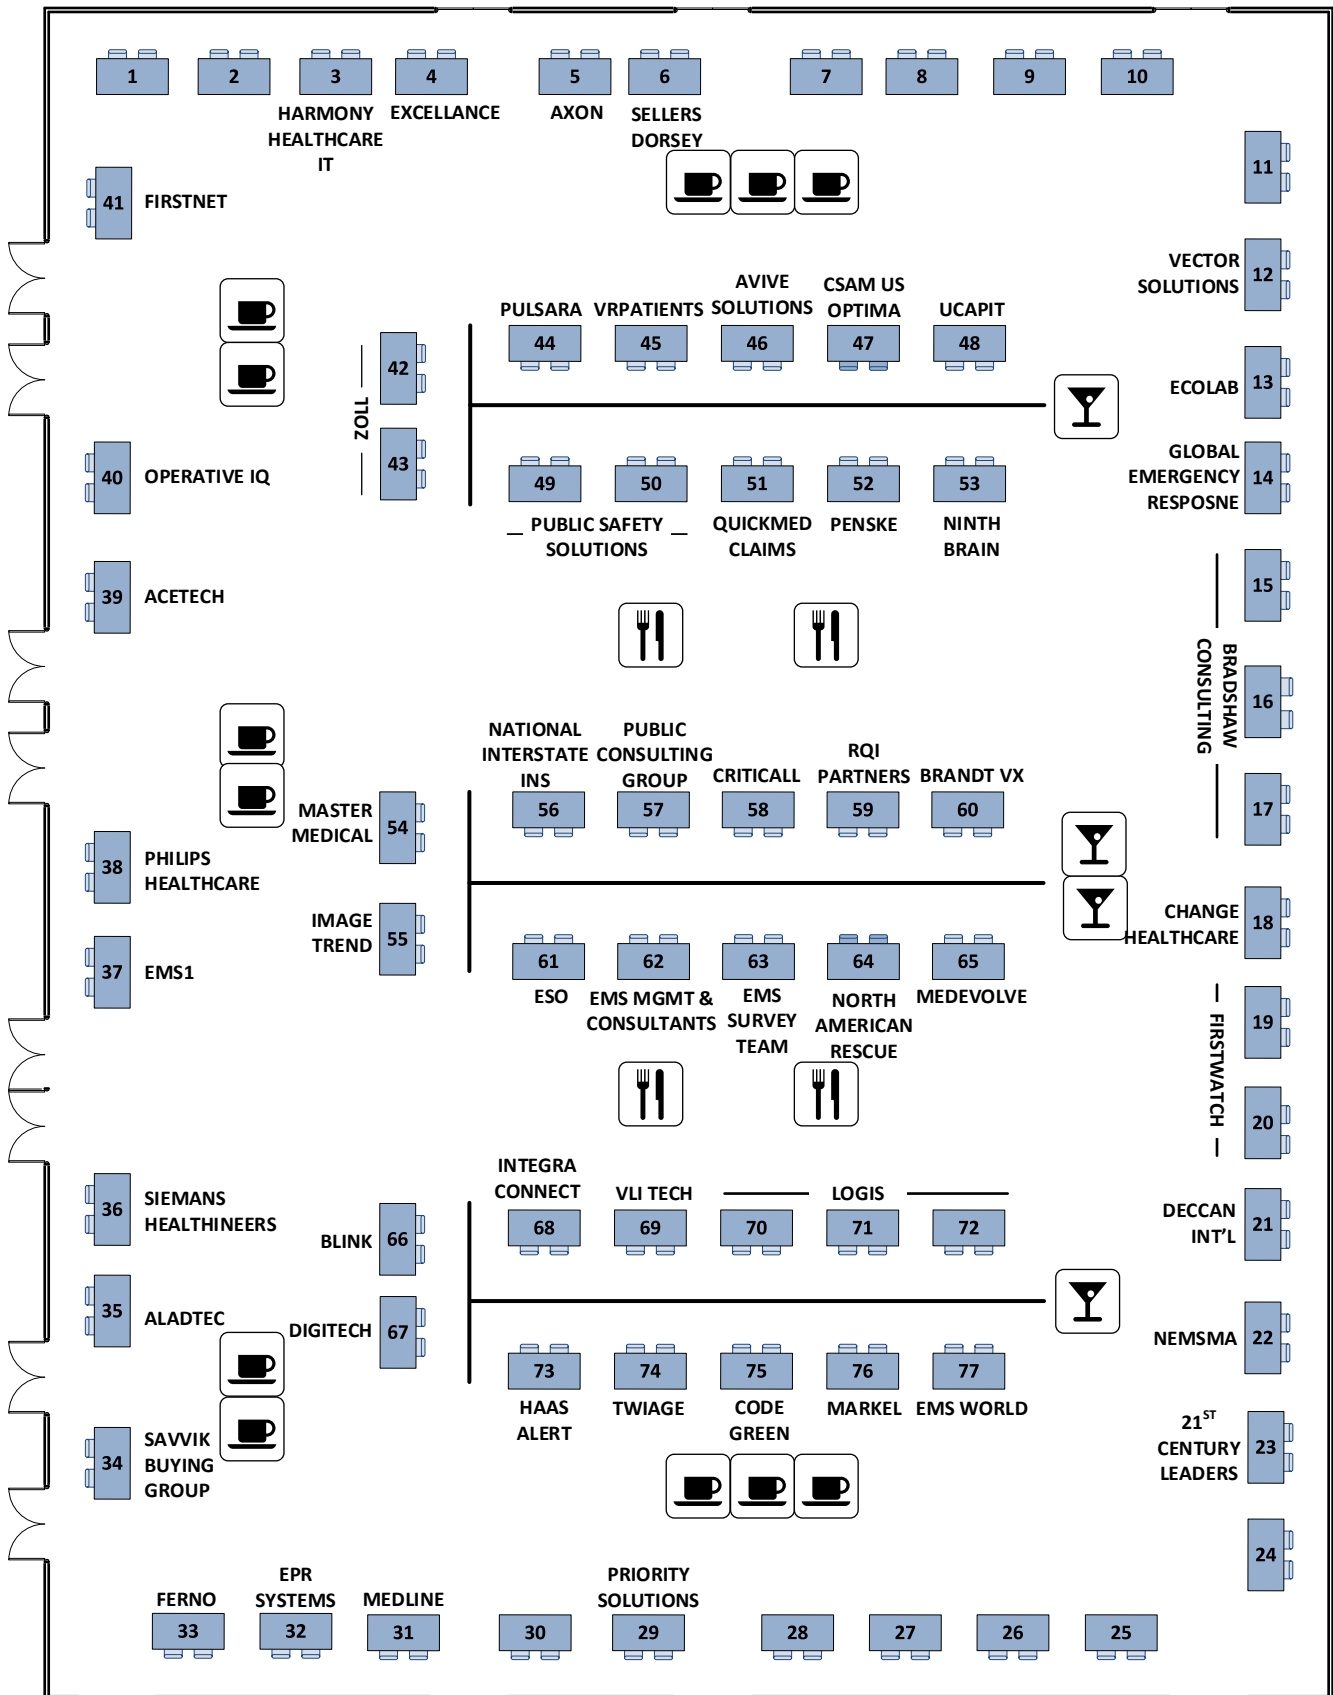 1
2
3
4
5
6
7
8
9
10
HARMONY
HEALTHCARE
IT
EXCELLANCE
AXON
SELLERS
DORSEY
11
41
FIRSTNET
VECTOR
SOLUTIONS
12
PULSARA
VRPATIENTS
AVIVE
SOLUTIONS
CSAM US
OPTIMA
UCAPIT
44
45
46
47
48
42
ZOLL
43
ECOLAB
13
40
OPERATIVE IQ
GLOBAL
EMERGENCY
RESPOSNE
14
49
50
51
52
53
PUBLIC SAFETY
SOLUTIONS
QUICKMED
CLAIMS
PENSKE
NINTH
BRAIN
39
ACETECH
15
BRADSHAW
CONSULTING
16
17
NATIONAL
INTERSTATE
INS
PUBLIC
CONSULTING
GROUP
CRITICALL
RQI
PARTNERS
BRANDT VX
56
57
58
59
60
MASTER
MEDICAL
54
38
PHILIPS
HEALTHCARE
IMAGE
TREND
55
CHANGE
HEALTHCARE
18
37
EMS1
61
62
63
64
65
ESO
EMS MGMT &
CONSULTANTS
EMS
SURVEY
TEAM
NORTH
AMERICAN
RESCUE
MEDEVOLVE
19
FIRSTWATCH
20
INTEGRA
CONNECT
VLI TECH
LOGIS
68
69
70
71
72
36
SIEMANS
HEALTHINEERS
BLINK
66
DECCAN
INT'L
21
35
ALADTEC
DIGITECH
67
NEMSMA
22
73
74
75
76
77
HAAS
ALERT
TWIAGE
CODE
GREEN
MARKEL
EMS WORLD
34
SAVVIK
BUYING
GROUP
21ST
CENTURY
LEADERS
23
24
FERNO
EPR
SYSTEMS
MEDLINE
PRIORITY
SOLUTIONS
33
32
31
30
29
28
27
26
25